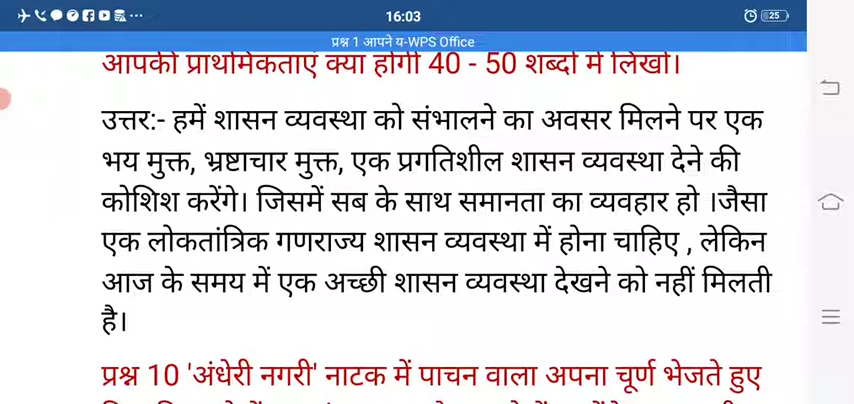 16:03
25
प्रश्न 1 आपने य-WPS Office
आपकी प्राथमिकताएं क्या होंगी 40 - 50 शब्दों में लिखो।
उत्तर:- हमें शासन व्यवस्था को संभालने का अवसर मिलने पर एक
भय मुक्त, भ्रष्टाचार मुक्त, एक प्रगतिशील शासन व्यवस्था देने की
कोशिश करेंगे। जिसमें सब के साथ समानता का व्यवहार हो ।जैसा
एक लोकतांत्रिक गणराज्य शासन व्यवस्था में होना चाहिए , लेकिन
आज के समय में एक अच्छी शासन व्यवस्था देखने को नहीं मिलती
है।
प्रश्न 10 'अंधेरी नगरी' नाटक में पाचन वाला अपना चूर्ण भेजते हुए